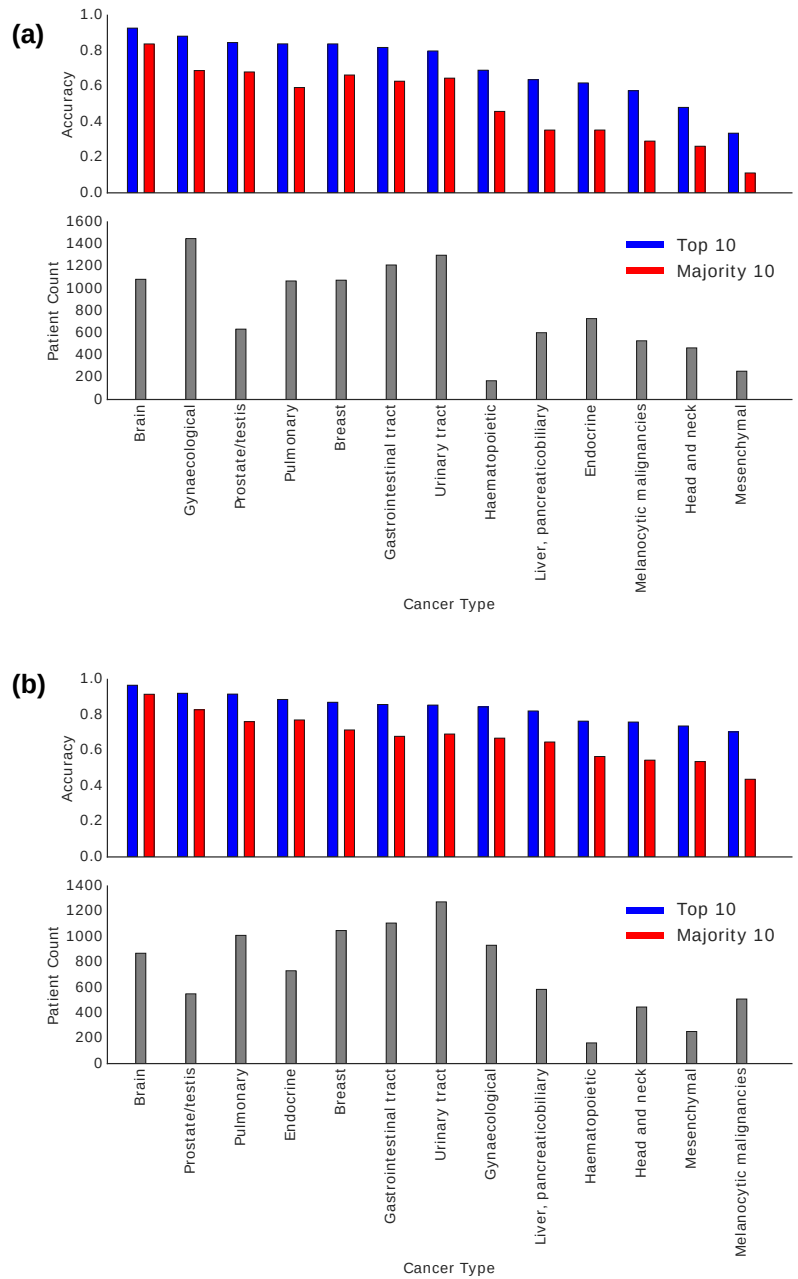 (a)
1.0
0.8
0.6
0.4
0.2
0.0
Accuracy
1600
1400
1200
1000
800
600
400
200
0
Patient Count
Top 10
Majority 10
Brain
Gynaecological
Prostate/testis
Pulmonary
Breast
Gastrointestinal tract
Urinary tract
Haematopoietic
Liver, pancreaticobiliary
Endocrine
Melanocytic malignancies
Head and neck
Mesenchymal
Cancer Type
(b)
1.0
0.8
0.6
0.4
0.2
0.0
Accuracy
1400
1200
1000
800
600
400
200
0
Patient Count
Top 10
Majority 10
Brain
Prostate/testis
Pulmonary
Endocrine
Breast
Gastrointestinal tract
Urinary tract
Gynaecological
Liver, pancreaticobiliary
Haematopoietic
Head and neck
Mesenchymal
Melanocytic malignancies
Cancer Type